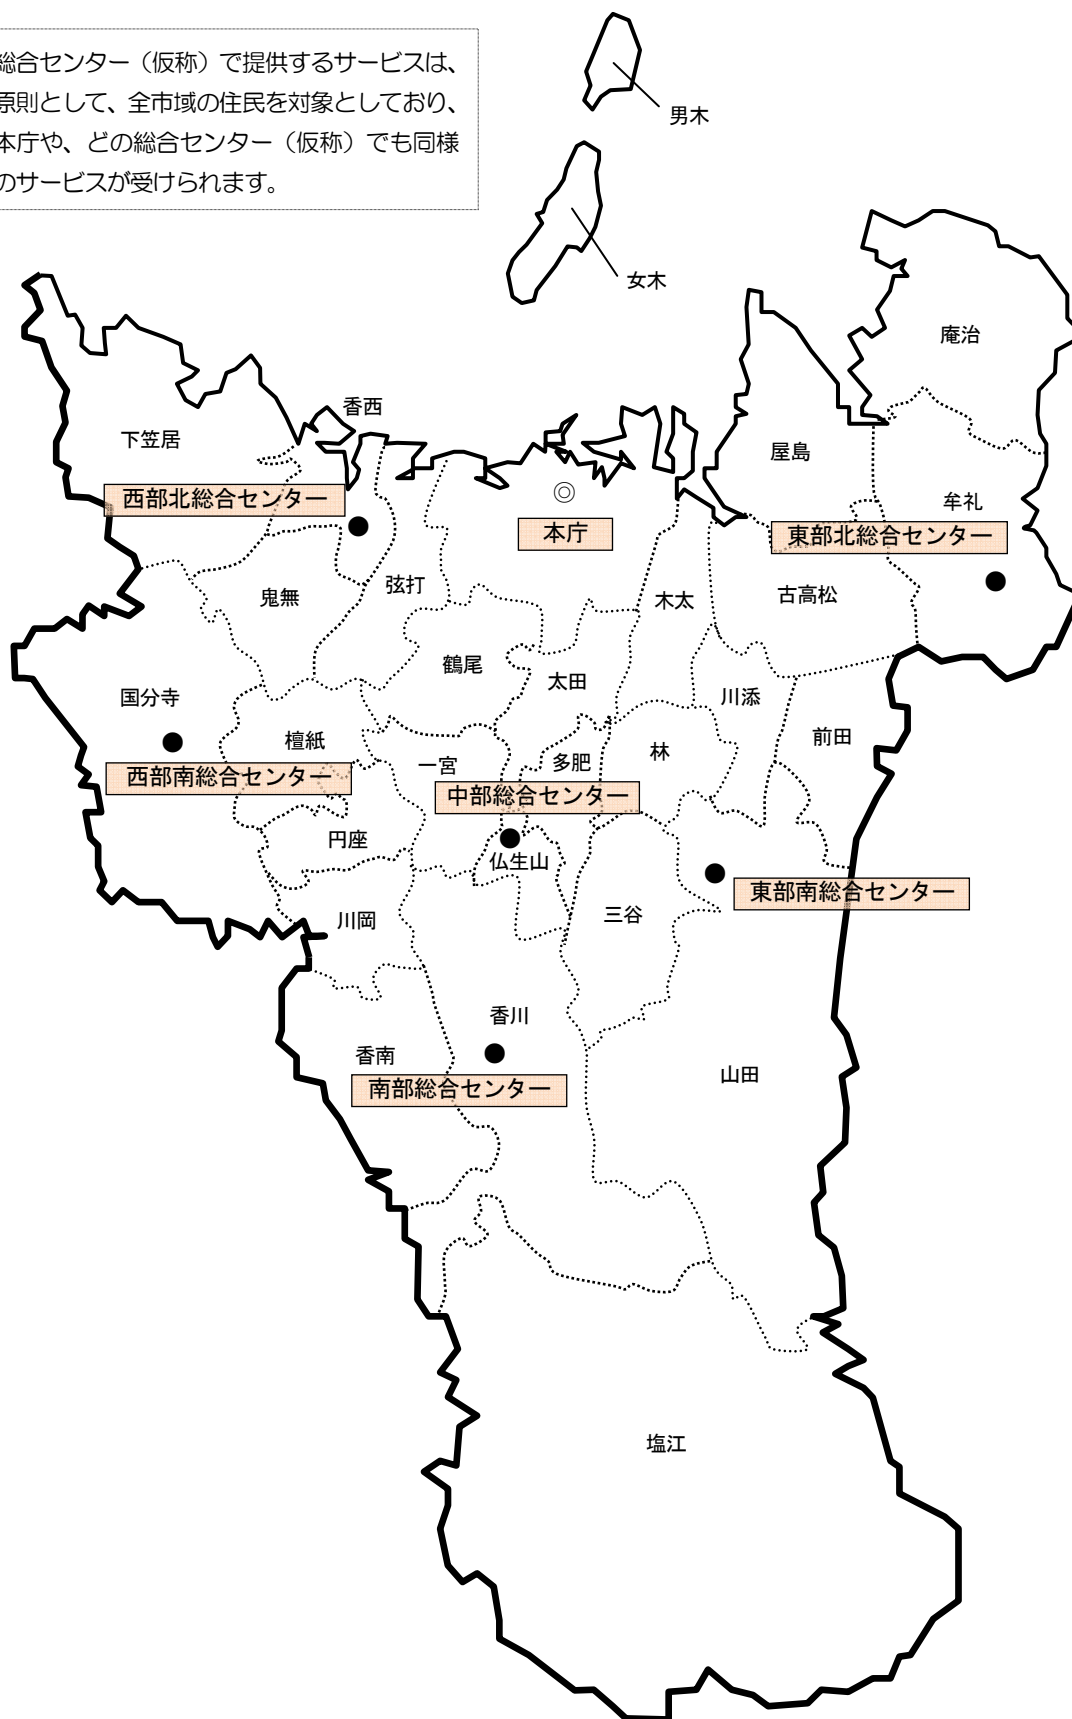 総合センター（仮称）で提供するサービスは、
原則として、全市域の住民を対象としており、
本庁や、どの総合センター（仮称）でも同様
のサービスが受けられます。
男木
女木
庵治
香西
下笠居
屋島
西部北総合センター
牟礼
本庁
東部北総合センター
鬼無
弦打
木太
古高松
鶴尾
太田
国分寺
川添
檀紙
一宮
多肥
林
前田
西部南総合センター
中部総合センター
円座
仏生山
東部南総合センター
川岡
三谷
香川
香南
山田
南部総合センター
塩江